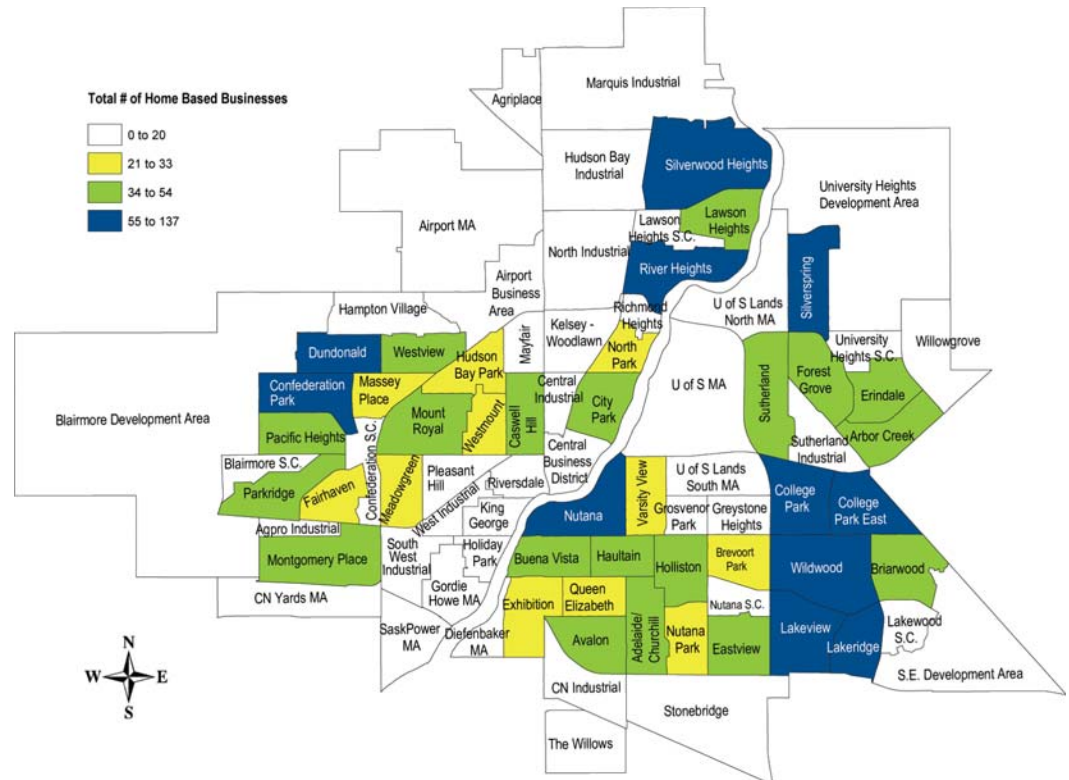 Total # of Home Based Businesses
0 to 20
21 to 33
34 to 54
55 to 137
Marquis Industrial
Agriplace
Hudson Bay
Industrial
Silverwood Heights
University Heights
Development Area
Airport MA
Lawson
Heights S.C.
Lawson
Heights
North Industrial
River Heights
Silverspring
Airport
Business
Area
Hampton Village
Richmond
Heights
U of S Lands
North MA
Mayfair
Kelsey -
Woodlawn
University
Heights S.C.
Willowgrove
Dundonald
Westview
Hudson
Bay Park
North
Park
Massey
Place
Confederation
Park
Central
Industrial
U of S MA
Sutherland
Forest
Grove
Erindale
Blairmore Development Area
Mount
Royal
Westmount
Caswell
Hill
City
Park
Arbor Creek
Pacific Heights
Confederation S.C.
Sutherland
Industrial
Blairmore S.C.
Pleasant
Hill
Central
Business
District
U of S Lands
South MA
Parkridge
Fairhaven
Meadowgreen
West Industrial
Riversdale
Varsity View
College
Park
College
Park East
King
George
Nutana
Grosvenor
Park
Greystone
Heights
Agpro Industrial
Montgomery Place
South
West
Industrial
Holiday
Park
Buena Vista
Haultain
Holliston
Brevoort
Park
Wildwood
Briarwood
Gordie
Howe MA
CN Yards MA
Exhibition
Queen
Elizabeth
Nutana S.C.
Lakewood
S.C.
SaskPower
MA
Diefenbaker
MA
Avalon
Adelaide/
Churchill
Nutana
Park
Eastview
Lakeview
Lakeridge
S.E. Development Area
CN Industrial
Stonebridge
The Willows
N
W
E
S